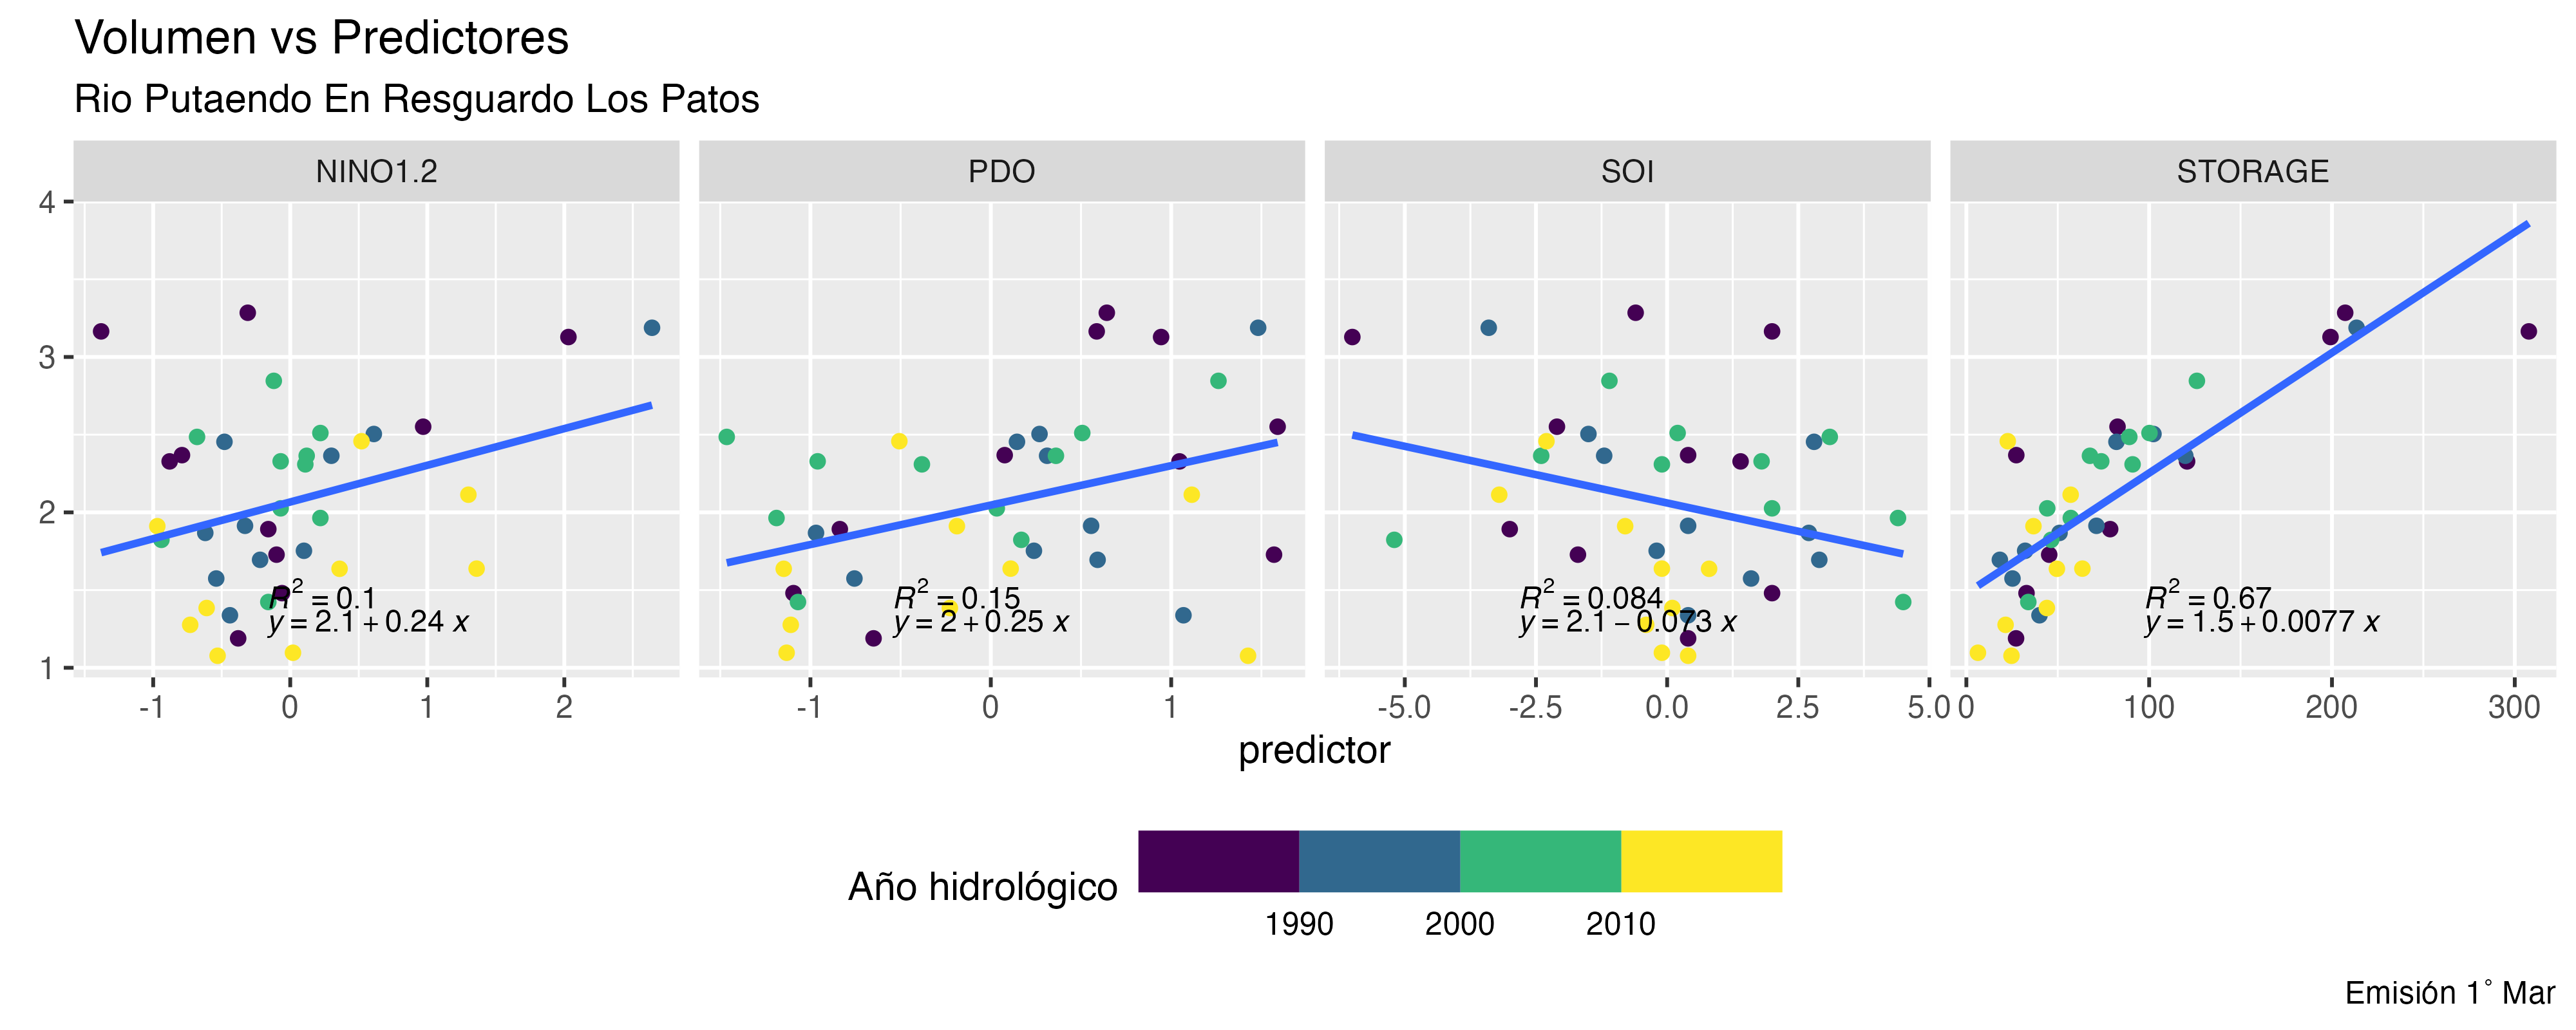 Volumen vs Predictores
Rio Putaendo En Resguardo Los Patos
NINO1.2 PDO SOI STORAGE
4
3
2
1
R² = 0.1
y = 2.1 + 0.24 x
R² = 0.15
y = 2 + 0.25 x
R² = 0.084
y = 2.1 − 0.073 x
R² = 0.67
y = 1.5 + 0.0077 x
-1 0 1 2 -1 0 1 -5.0 -2.5 0.0 2.5 5.0 0 100 200 300
predictor
Año hidrológico
1990 2000 2010
Emisión 1° Mar